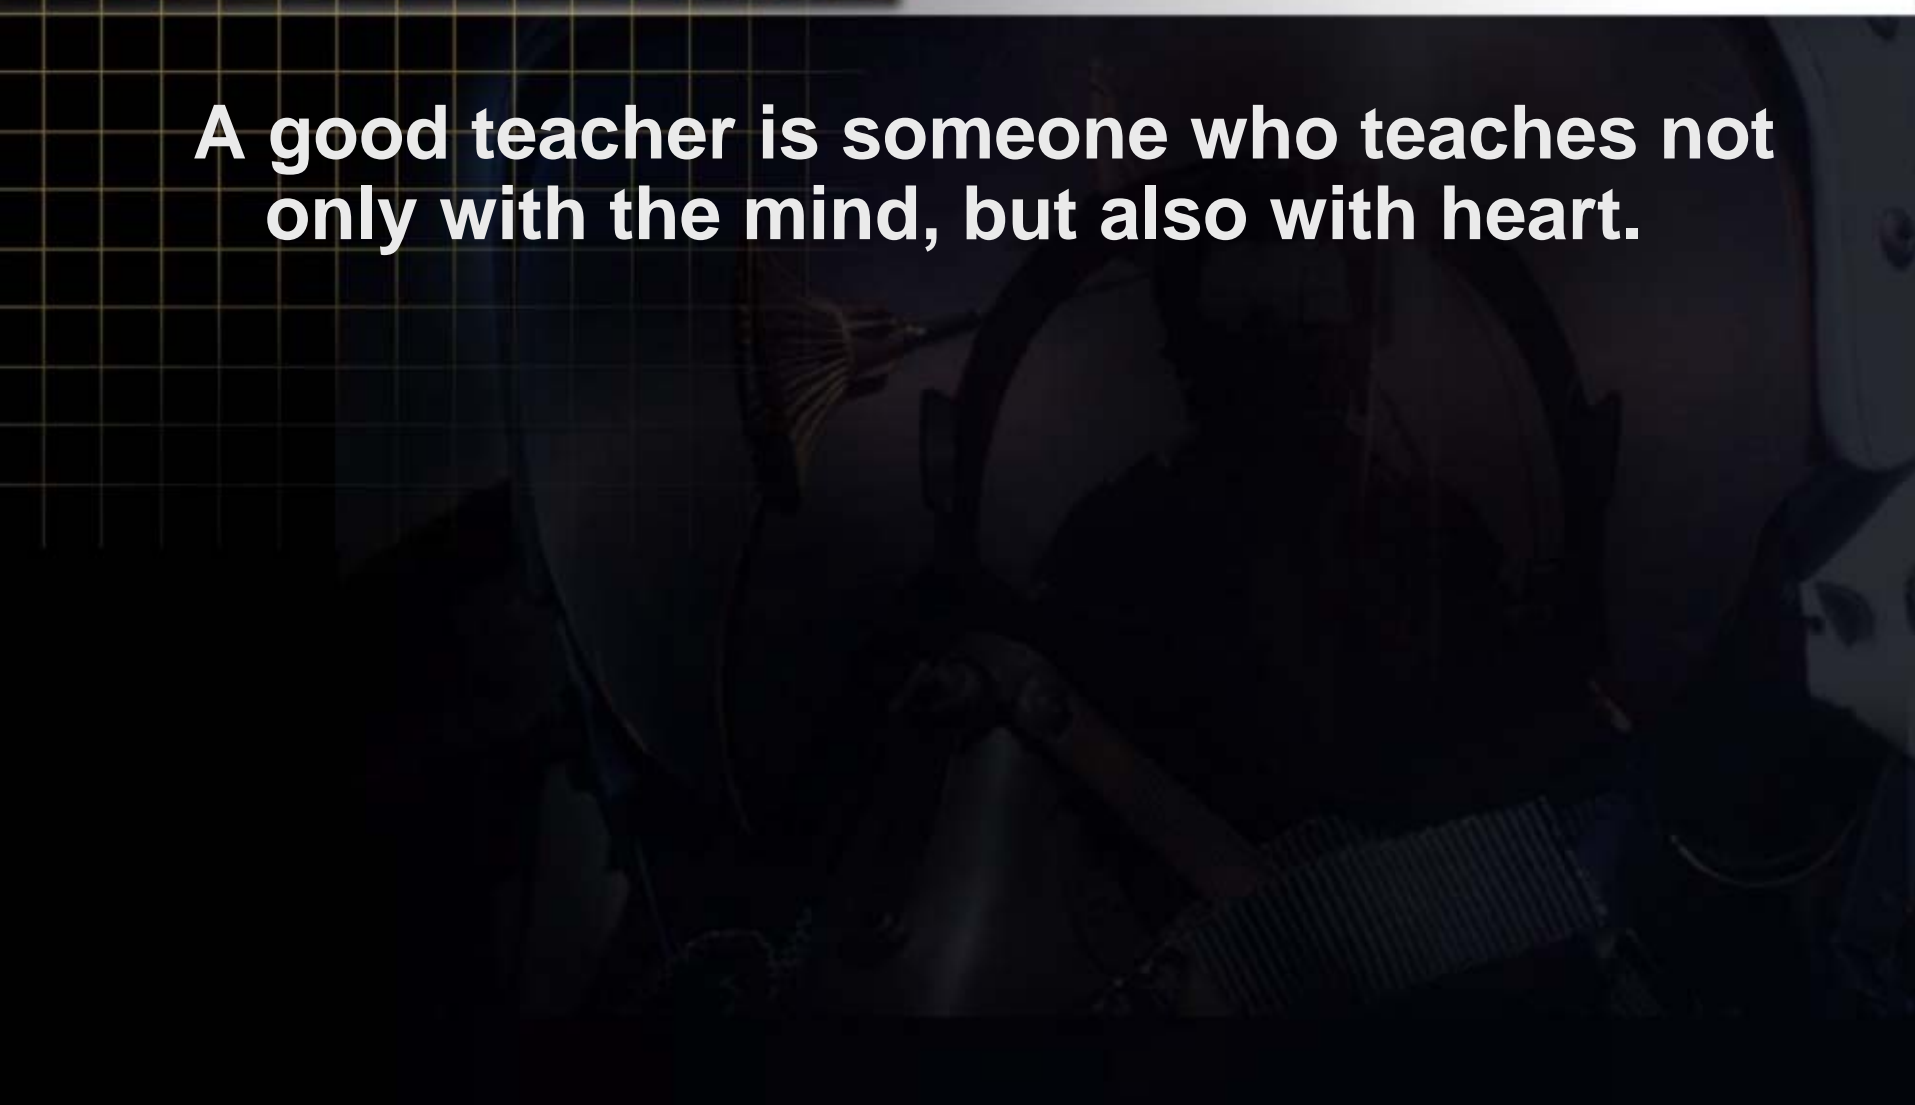 A good teacher is someone who teaches not
only with the mind, but also with heart.